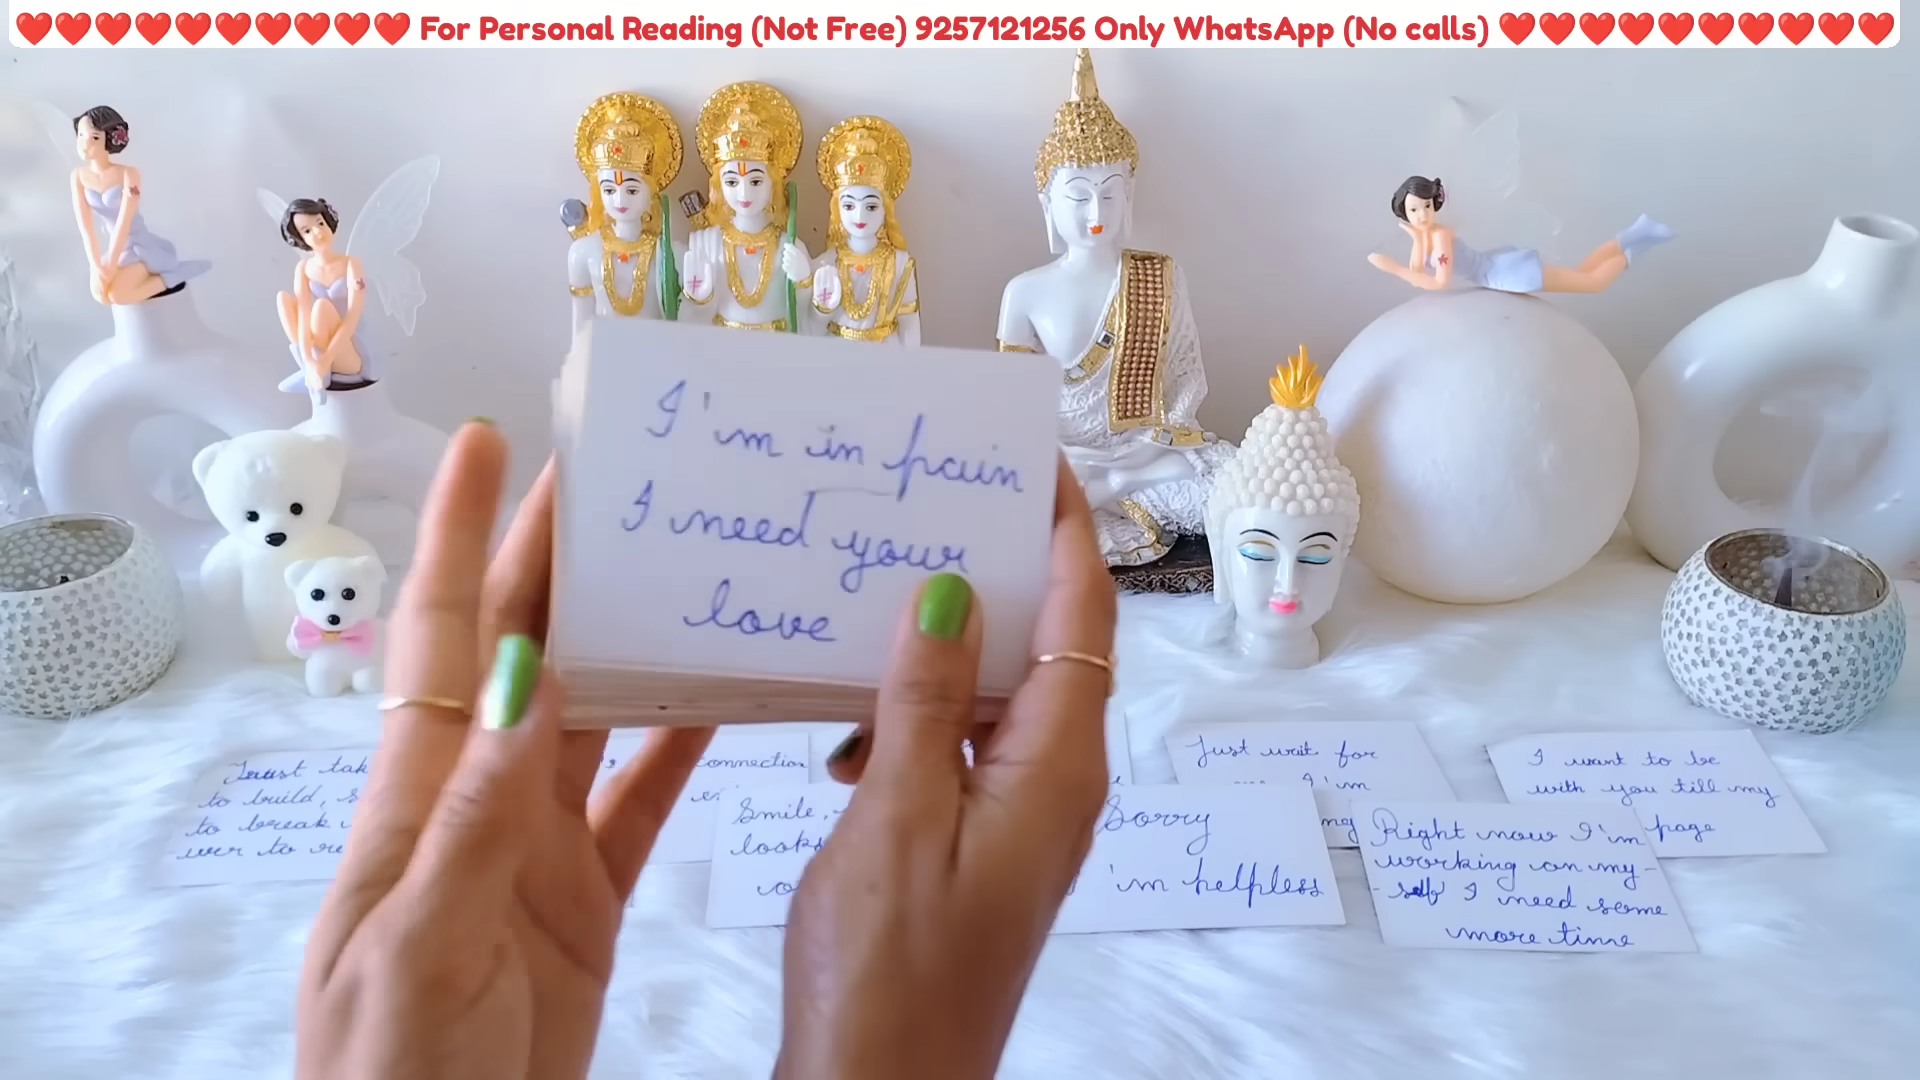 ❤️❤️❤️❤️❤️❤️❤️❤️❤️❤️ For Personal Reading (Not Free) 9257121256 Only WhatsApp (No calls) ❤️❤️❤️❤️❤️❤️❤️❤️❤️❤️
I'm in pain
I need your
love
to build, s
to break
connection
Smile,
looks
Sorry
I'm helpless
Just wait for
I'm
Right now I'm
working on my-
-self I need some
more time
I want to be
with you till my
page